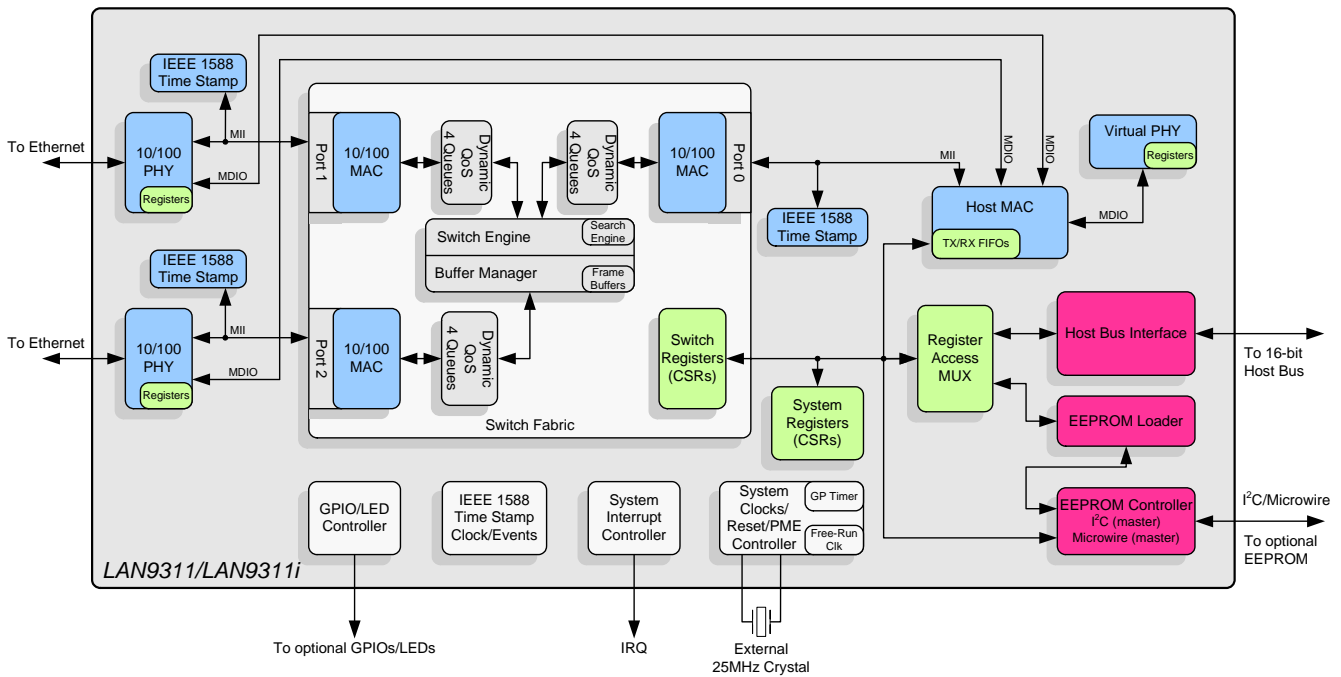 IEEE 1588
Time Stamp
To Ethernet
10/100
PHY
Registers
MII
MDIO
Port 1
10/100
MAC
Dynamic
QoS
4 Queues
Dynamic
QoS
4 Queues
10/100
MAC
Port 0
MII
MDIO
MDIO
IEEE 1588
Time Stamp
Host MAC
TX/RX FIFOs
Virtual PHY
Registers
MDIO
Switch Engine
Search
Engine
Buffer Manager
Frame
Buffers
IEEE 1588
Time Stamp
To Ethernet
10/100
PHY
Registers
MII
MDIO
Port 2
10/100
MAC
Dynamic
QoS
4 Queues
Switch
Registers
(CSRs)
Switch Fabric
System
Registers
(CSRs)
Register
Access
MUX
Host Bus Interface
To 16-bit
Host Bus
EEPROM Loader
EEPROM Controller
I²C (master)
Microwire (master)
I²C/Microwire
To optional
EEPROM
GPIO/LED
Controller
IEEE 1588
Time Stamp
Clock/Events
System
Interrupt
Controller
System
Clocks/
Reset/PME
Controller
GP Timer
Free-Run
Clk
LAN9311/LAN9311i
To optional GPIOs/LEDs
IRQ
External
25MHz Crystal